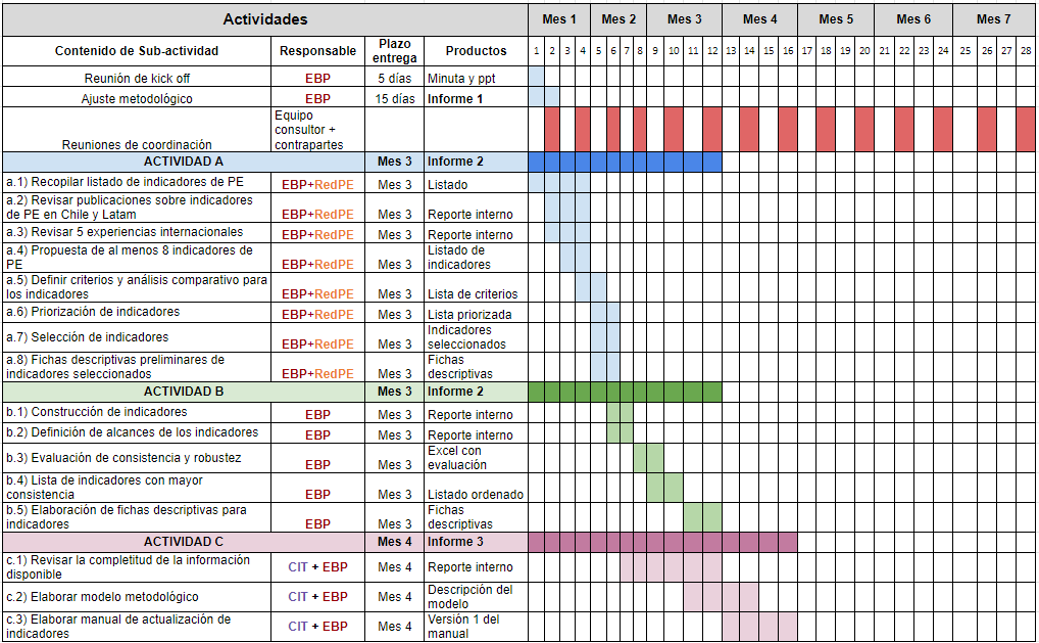 Actividades Mes 1 Mes 2 Mes 3 Mes 4 Mes 5 Mes 6 Mes 7
Contenido de Sub-actividad Responsable Plazo entrega Productos 1 2 3 4 5 6 7 8 9 10 11 12 13 14 15 16 17 18 19 20 21 22 23 24 25 26 27 28
Reunión de kick off EBP 5 días Minuta y ppt
Ajuste metodológico EBP 15 días Informe 1
Reuniones de coordinación Equipo consultor + contrapartes
ACTIVIDAD A Mes 3 Informe 2
a.1) Recopilar listado de indicadores de PE EBP+RedPE Mes 3 Listado
a.2) Revisar publicaciones sobre indicadores de PE en Chile y Latam EBP+RedPE Mes 3 Reporte interno
a.3) Revisar 5 experiencias internacionales EBP+RedPE Mes 3 Reporte interno
a.4) Propuesta de al menos 8 indicadores de PE EBP+RedPE Mes 3 Listado de indicadores
a.5) Definir criterios y análisis comparativo para los indicadores EBP+RedPE Mes 3 Lista de criterios
a.6) Priorización de indicadores EBP+RedPE Mes 3 Lista priorizada
a.7) Selección de indicadores EBP+RedPE Mes 3 Indicadores seleccionados
a.8) Fichas descriptivas preliminares de indicadores seleccionados EBP+RedPE Mes 3 Fichas descriptivas
ACTIVIDAD B Mes 3 Informe 2
b.1) Construcción de indicadores EBP Mes 3 Reporte interno
b.2) Definición de alcances de los indicadores EBP Mes 3 Reporte interno
b.3) Evaluación de consistencia y robustez EBP Mes 3 Excel con evaluación
b.4) Lista de indicadores con mayor consistencia EBP Mes 3 Listado ordenado
b.5) Elaboración de fichas descriptivas para indicadores EBP Mes 3 Fichas descriptivas
ACTIVIDAD C Mes 4 Informe 3
c.1) Revisar la completitud de la información disponible CIT + EBP Mes 4 Reporte interno
c.2) Elaborar modelo metodológico CIT + EBP Mes 4 Descripción del modelo
c.3) Elaborar manual de actualización de indicadores CIT + EBP Mes 4 Versión 1 del manual